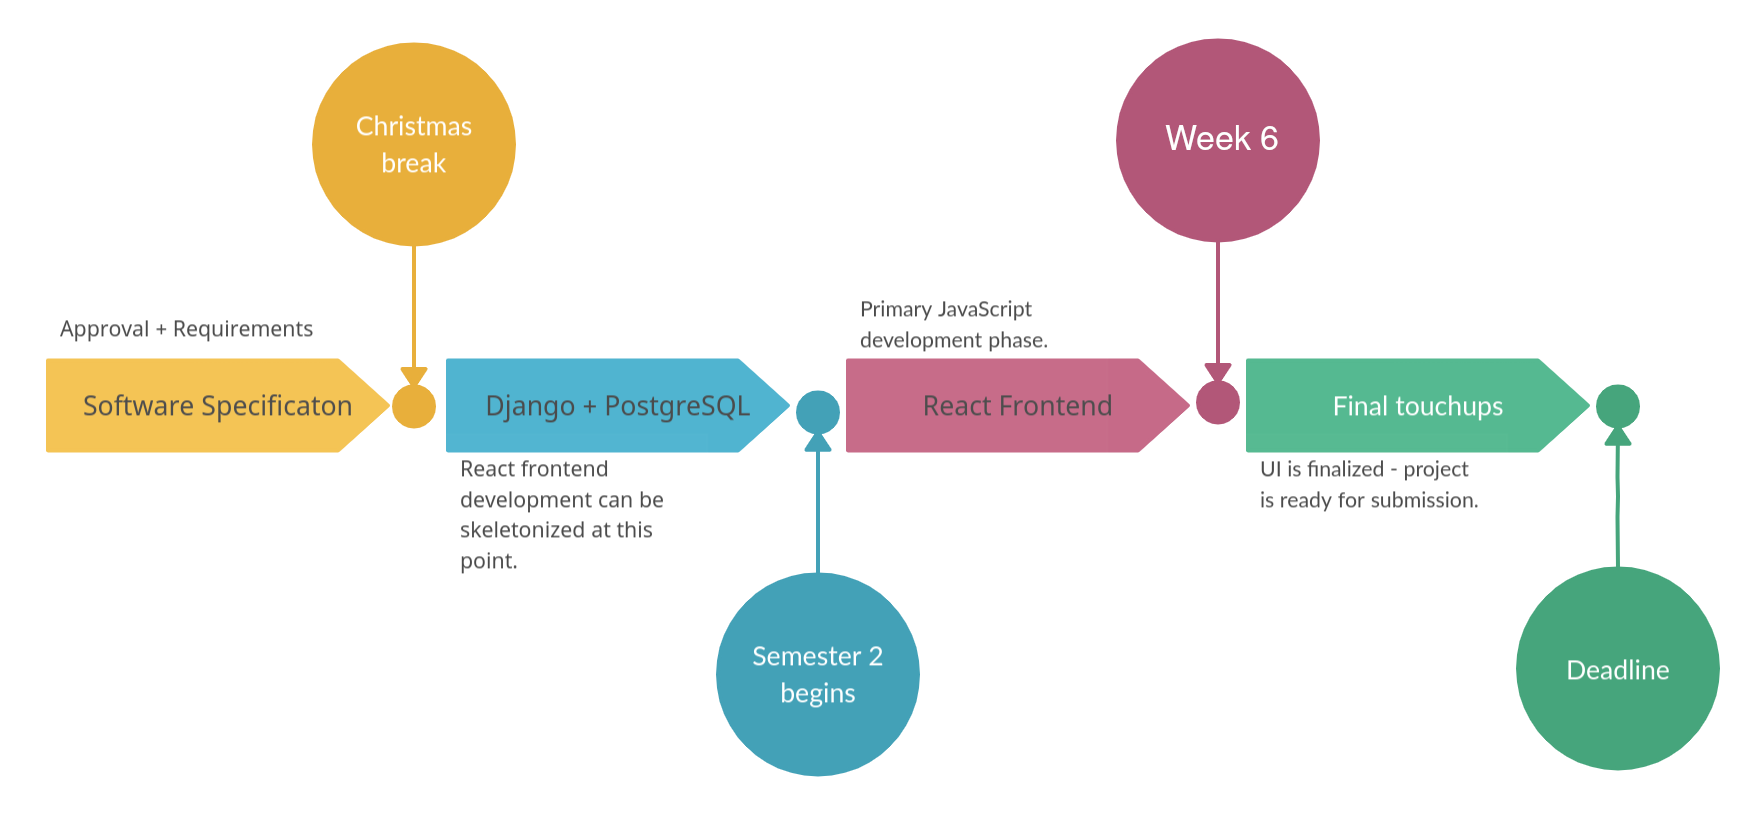 Christmas
break
Week 6
Approval + Requirements
Primary JavaScript
development phase.
Software Specificaton
Django + PostgreSQL
React Frontend
Final touchups
React frontend
development can be
skeletonized at this
point.
UI is finalized - project
is ready for submission.
Semester 2
begins
Deadline